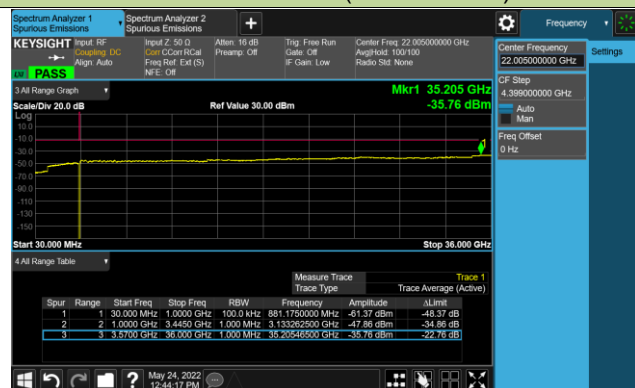 Spectrum Analyzer 1
Spurious Emissions
Spectrum Analyzer 2
Spurious Emissions
Frequency
KEYSIGHT
Input: RF
Coupling: DC
Align: Auto
Input Z: 50 Ω
Corr CCorr RCal
Freq Ref: Ext (S)
NFE: Off
Atten: 16 dB
Preamp: Off
Trig: Free Run
Gate: Off
IF Gain: Low
Center Freq: 22.005000000 GHz
Avg|Hold: 100/100
Radio Std: None
PASS
Center Frequency
22.005000000 GHz
Settings
CF Step
4.399000000 GHz
Auto
Man
Freq Offset
0 Hz
3 All Range Graph
Mkr1 35.205 GHz
-35.76 dBm
Scale/Div 20.0 dB
Ref Value 30.00 dBm
Log
10.0
-10.0
-30.0
-50.0
-70.0
-90.0
-110
-130
-150
Start 30.000 MHz
Stop 36.000 GHz
4 All Range Table
Measure Trace Trace 1
Trace Type Trace Average (Active)
Spur Range Start Freq Stop Freq RBW Frequency Amplitude ΔLimit
1 1 30.000 MHz 1.0000 GHz 100.0 kHz 881.1750000 MHz -61.37 dBm -48.37 dB
2 2 1.0000 GHz 3.4450 GHz 1.000 MHz 3.133262500 GHz -47.86 dBm -34.86 dB
3 3 3.5700 GHz 36.000 GHz 1.000 MHz 35.20546500 GHz -35.76 dBm -22.76 dB
May 24, 2022
12:44:17 PM